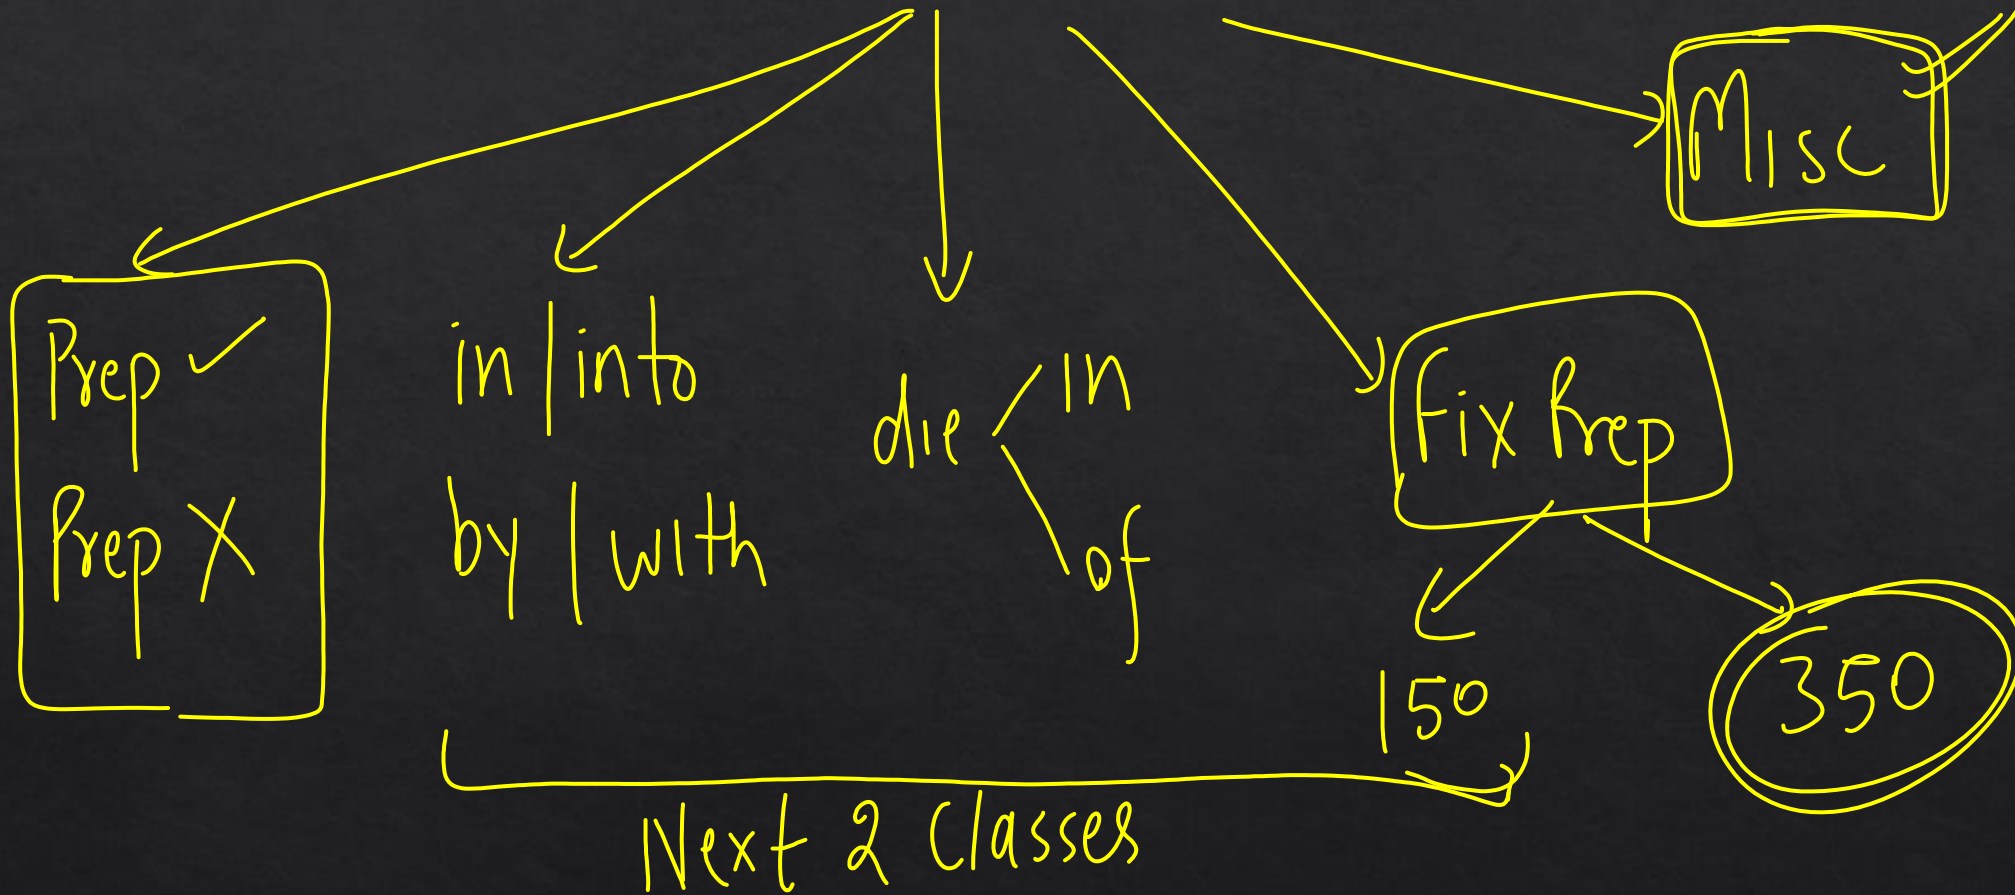 Misc
Prep ✓
Prep X
in | into
by | with
die
in
of
Fix Prep
150
350
Next 2 Classes